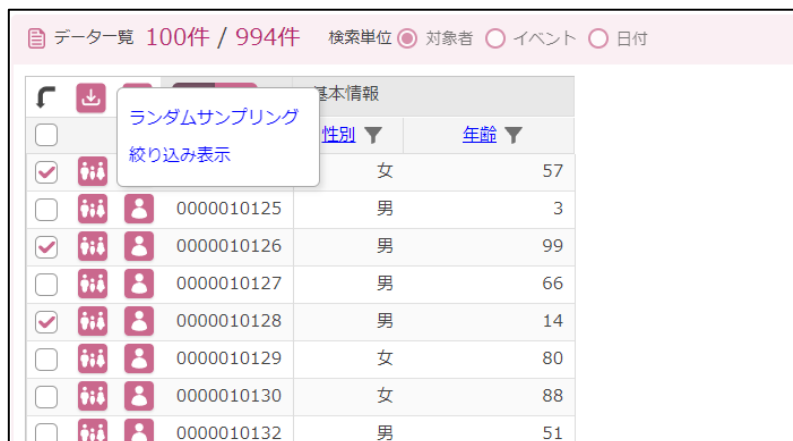 データ一覧 100件 / 994件 検索単位 対象者 イベント 日付
基本情報
ランダムサンプリング
絞り込み表示
性別 年齢
女 57
0000010125 男 3
0000010126 男 99
0000010127 男 66
0000010128 男 14
0000010129 女 80
0000010130 女 88
0000010132 男 51